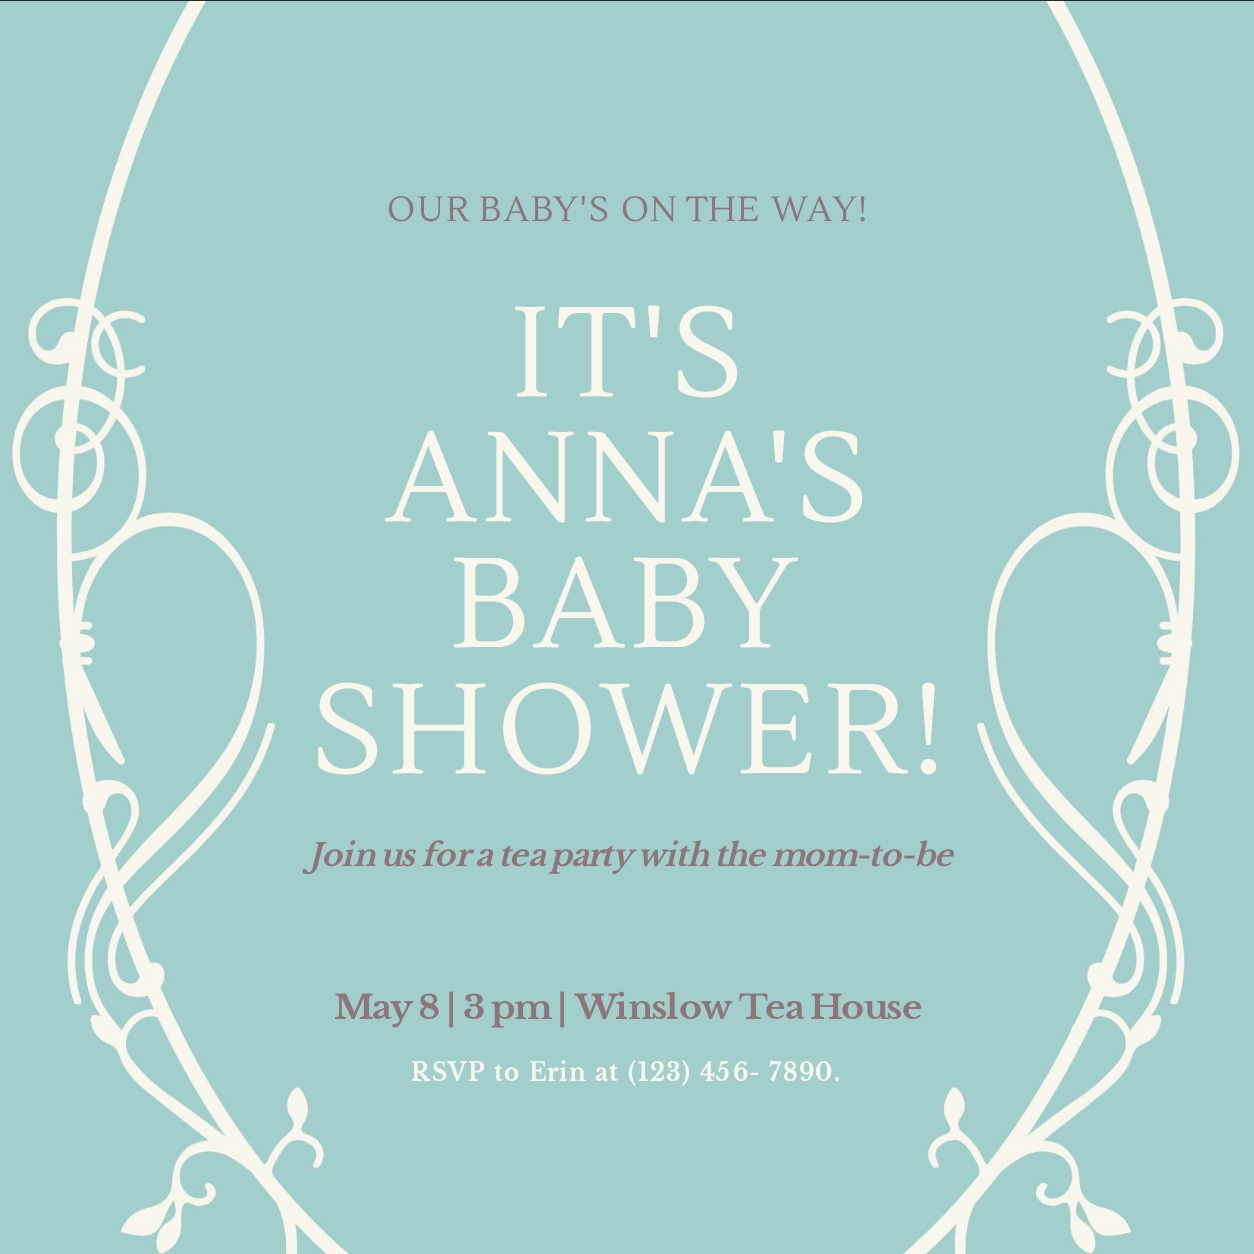 OUR BABY'S ON THE WAY!
IT'S
ANNA'S
BABY
SHOWER!
Join us for a tea party with the mom-to-be
May 8 | 3 pm | Winslow Tea House
RSVP to Erin at (123) 456- 7890.